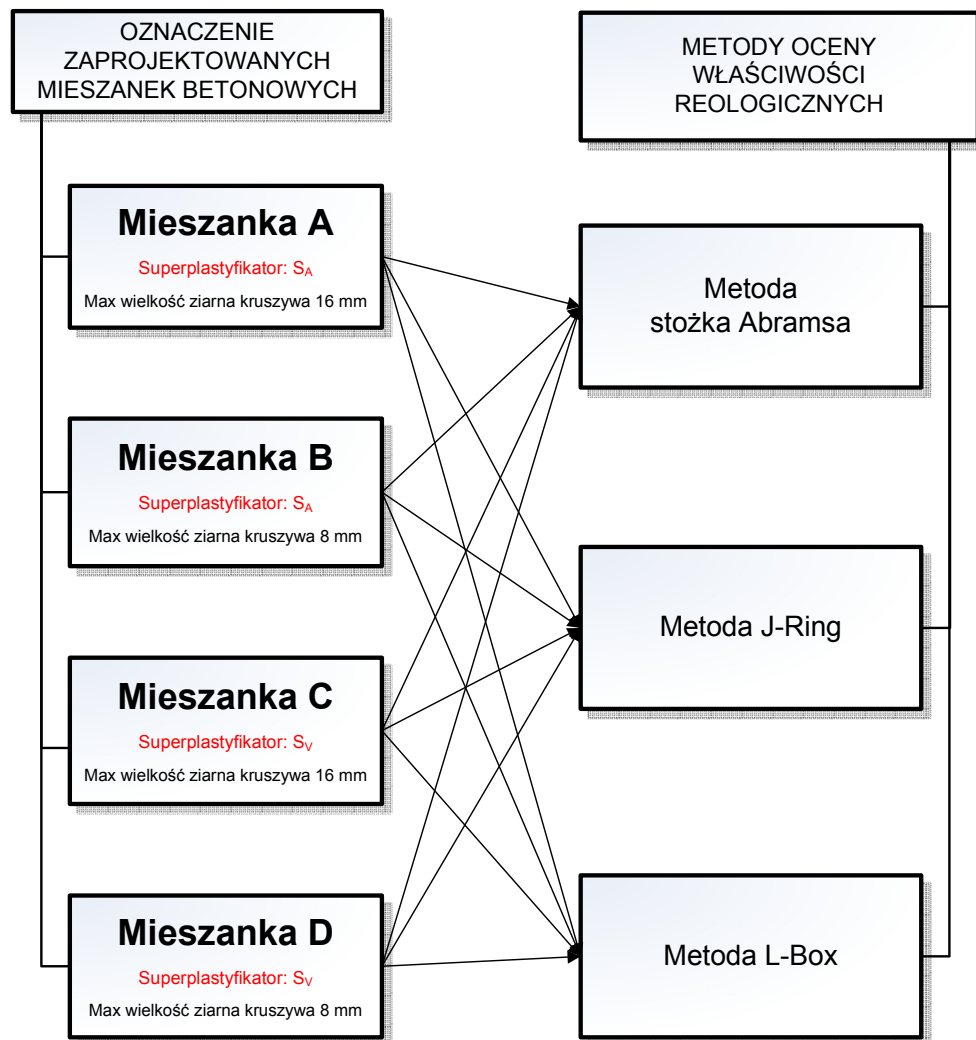 OZNACZENIE
ZAPROJEKTOWANYCH
MIESZANEK BETONOWYCH
Mieszanka A
Superplastyfikator: SA
Max wielkość ziarna kruszywa 16 mm
Mieszanka B
Superplastyfikator: SA
Max wielkość ziarna kruszywa 8 mm
Mieszanka C
Superplastyfikator: SV
Max wielkość ziarna kruszywa 16 mm
Mieszanka D
Superplastyfikator: SV
Max wielkość ziarna kruszywa 8 mm
METODY OCENY
WŁAŚCIWOŚCI
REOLOGICZNYCH
Metoda
stożka Abramsa
Metoda J-Ring
Metoda L-Box